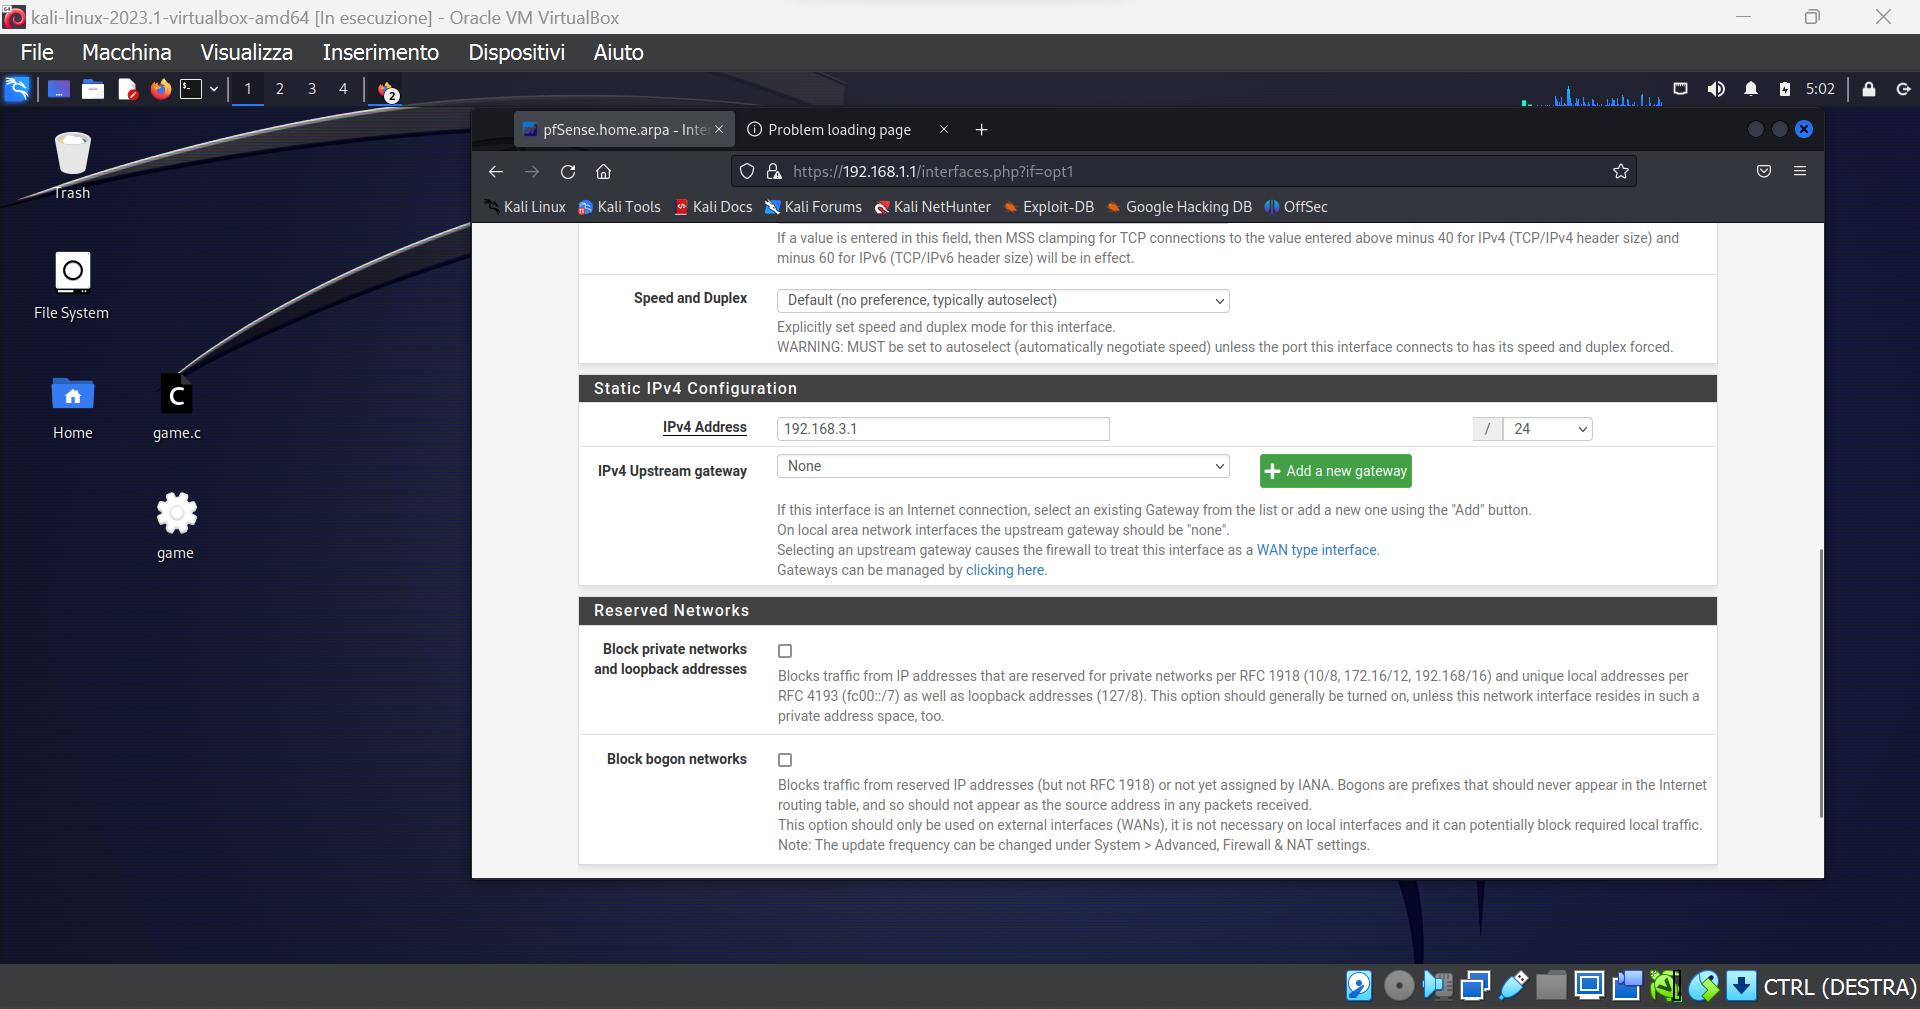 kali-linux-2023.1-virtualbox-amd64 [In esecuzione] - Oracle VM VirtualBox
File Macchina Visualizza Inserimento Dispositivi Aiuto
1 2 3 4 2 5:02
pfSense.home.arpa - Inte Problem loading page
https://192.168.1.1/interfaces.php?if=opt1
Kali Linux Kali Tools Kali Docs Kali Forums Kali NetHunter Exploit-DB Google Hacking DB OffSec
Trash
File System
Home
C
game.c
game
If a value is entered in this field, then MSS clamping for TCP connections to the value entered above minus 40 for IPv4 (TCP/IPv4 header size) and
minus 60 for IPv6 (TCP/IPv6 header size) will be in effect.
Speed and Duplex Default (no preference, typically autoselect)
Explicitly set speed and duplex mode for this interface.
WARNING: MUST be set to autoselect (automatically negotiate speed) unless the port this interface connects to has its speed and duplex forced.
Static IPv4 Configuration
IPv4 Address 192.168.3.1 / 24
IPv4 Upstream gateway None Add a new gateway
If this interface is an Internet connection, select an existing Gateway from the list or add a new one using the "Add" button.
On local area network interfaces the upstream gateway should be "none".
Selecting an upstream gateway causes the firewall to treat this interface as a WAN type interface.
Gateways can be managed by clicking here.
Reserved Networks
Block private networks
and loopback addresses
Blocks traffic from IP addresses that are reserved for private networks per RFC 1918 (10/8, 172.16/12, 192.168/16) and unique local addresses per
RFC 4193 (fc00::/7) as well as loopback addresses (127/8). This option should generally be turned on, unless this network interface resides in such a
private address space, too.
Block bogon networks
Blocks traffic from reserved IP addresses (but not RFC 1918) or not yet assigned by IANA. Bogons are prefixes that should never appear in the Internet
routing table, and so should not appear as the source address in any packets received.
This option should only be used on external interfaces (WANs), it is not necessary on local interfaces and it can potentially block required local traffic.
Note: The update frequency can be changed under System > Advanced, Firewall & NAT settings.
CTRL (DESTRA)